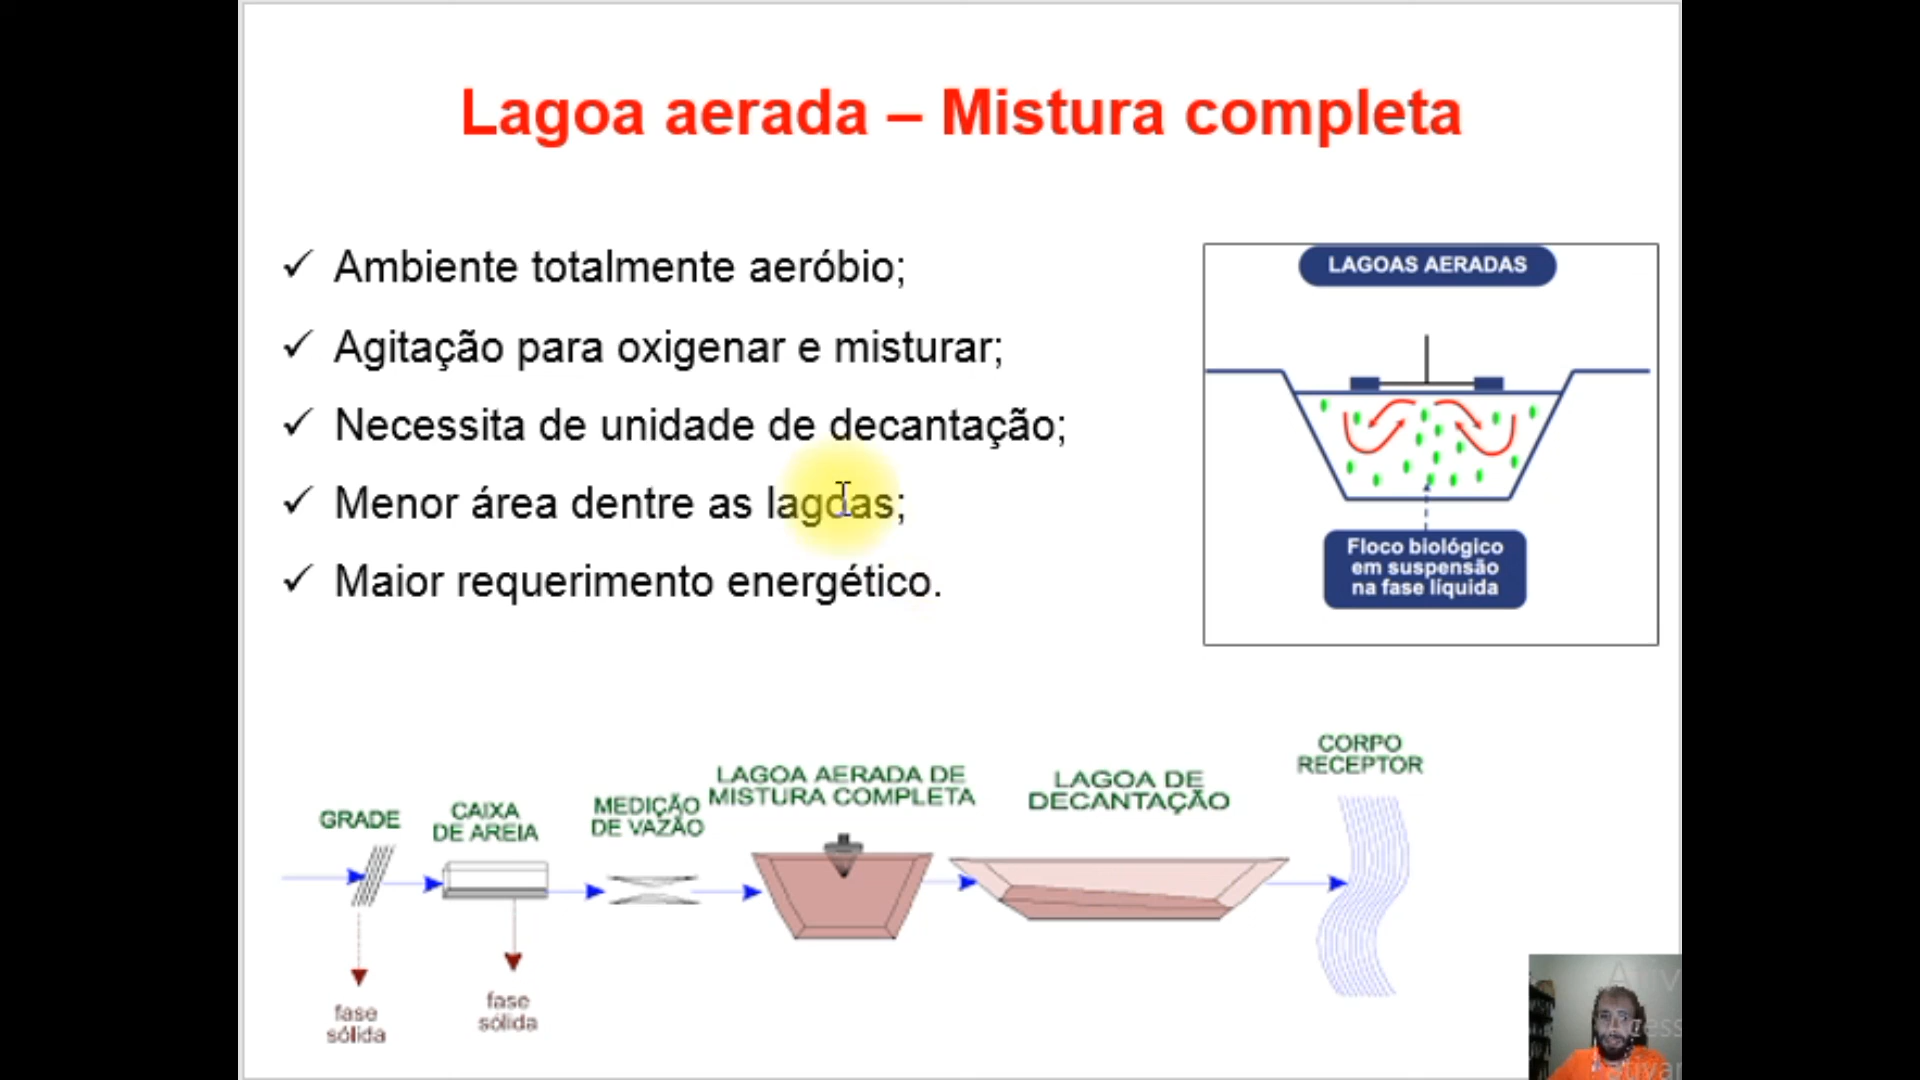 Lagoa aerada – Mistura completa
✓ Ambiente totalmente aeróbio;
✓ Agitação para oxigenar e misturar;
✓ Necessita de unidade de decantação;
✓ Menor área dentre as lagoas;
✓ Maior requerimento energético.
LAGOAS AERADAS
Floco biológico
em suspensão
na fase líquida
GRADE
CAIXA
DE AREIA
MEDIÇÃO
DE VAZÃO
LAGOA AERADA DE
MISTURA COMPLETA
LAGOA DE
DECANTAÇÃO
CORPO
RECEPTOR
fase
sólida
fase
sólida